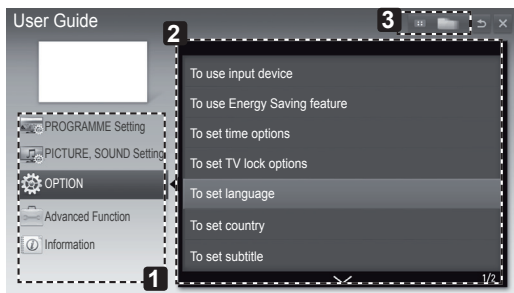 User Guide
3
2
To use input device
To use Energy Saving feature
PROGRAMME Setting
To set time options
PICTURE, SOUND Setting
To set TV lock options
OPTION
To set language
Advanced Function
To set country
Information
To set subtitle
1
1/2